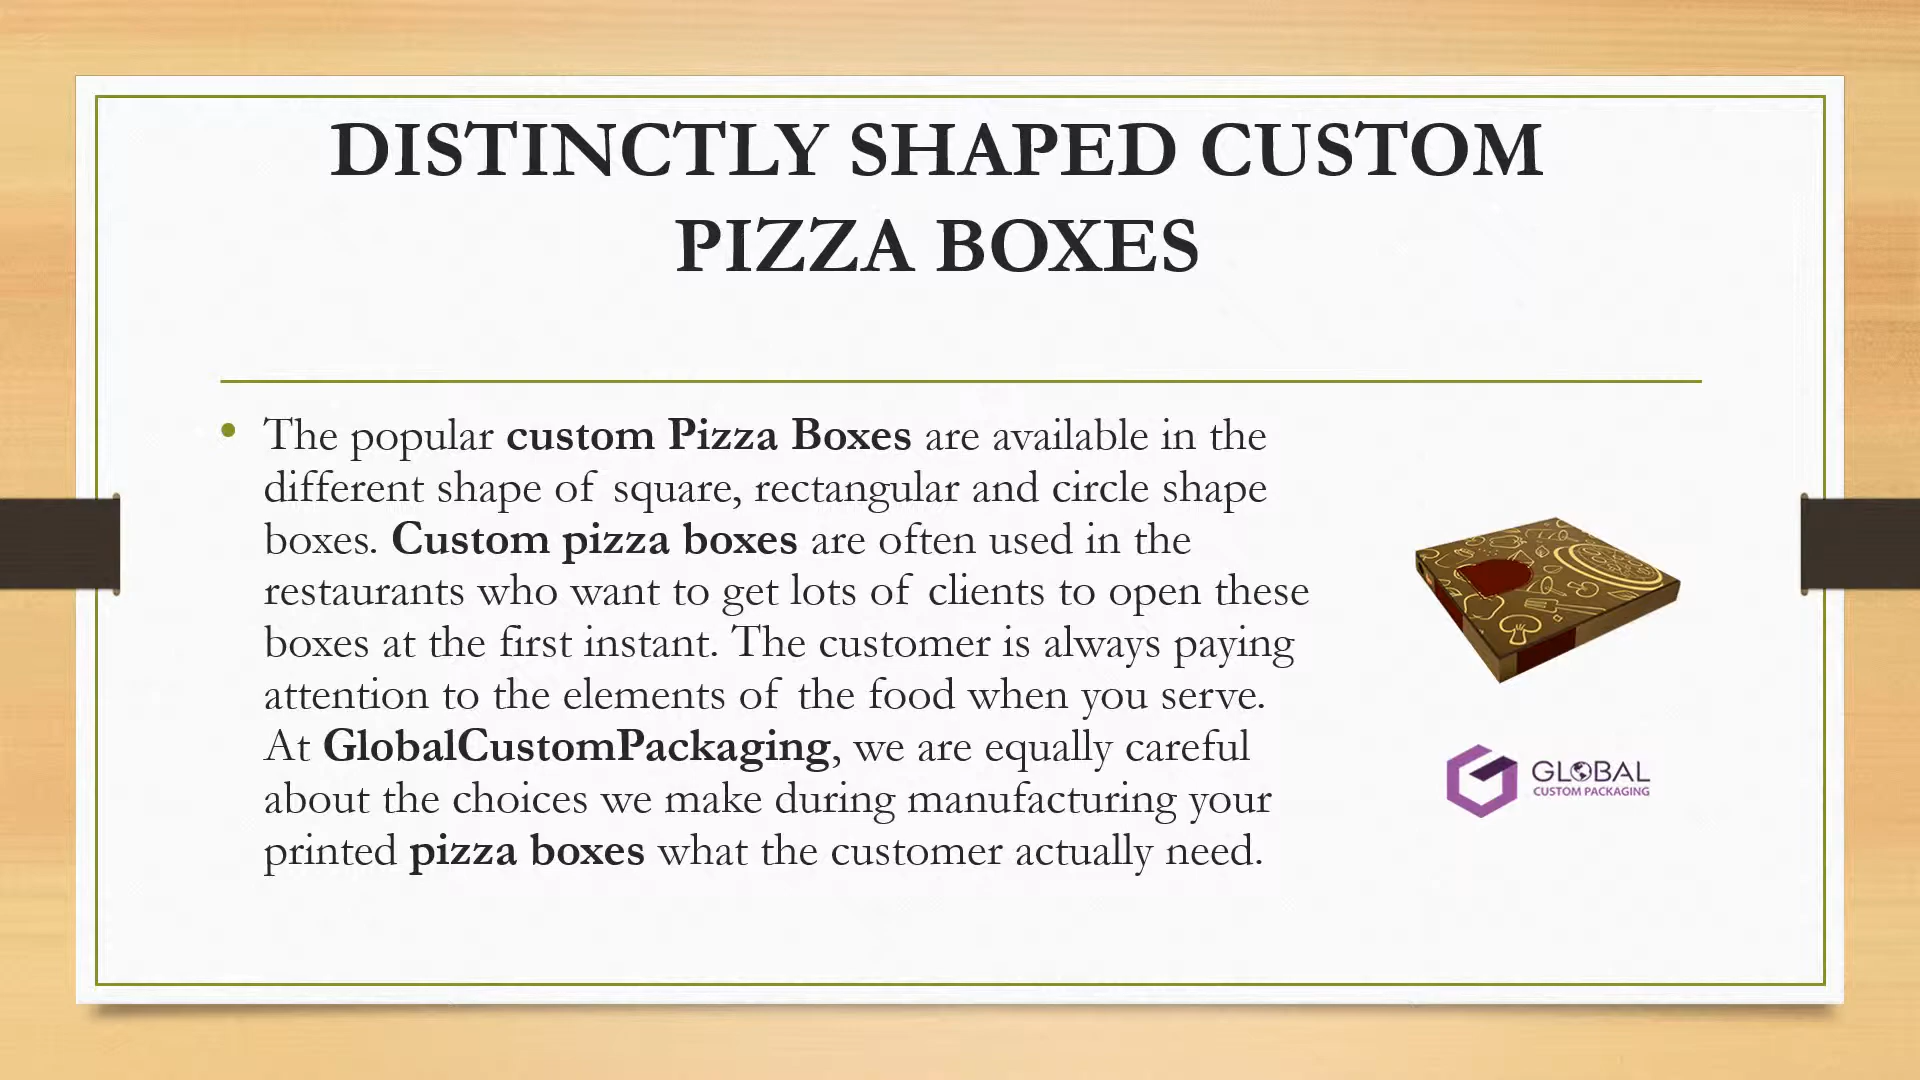 DISTINCTLY SHAPED CUSTOM
PIZZA BOXES
• The popular custom Pizza Boxes are available in the
different shape of square, rectangular and circle shape
boxes. Custom pizza boxes are often used in the
restaurants who want to get lots of clients to open these
boxes at the first instant. The customer is always paying
attention to the elements of the food when you serve.
At GlobalCustomPackaging, we are equally careful
about the choices we make during manufacturing your
printed pizza boxes what the customer actually need.
GLOBAL
CUSTOM PACKAGING